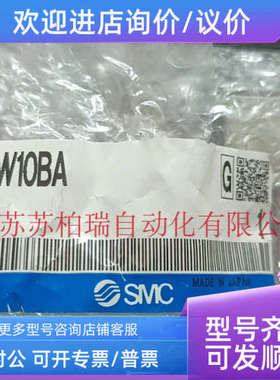 欢迎进店询价/议价
W10BA
G
苏苏柏瑞自动化有限公司
SMC
MADE IN JAPAN
更多型号咨询客服
型号齐
对公 可开专票/普票
可发顺